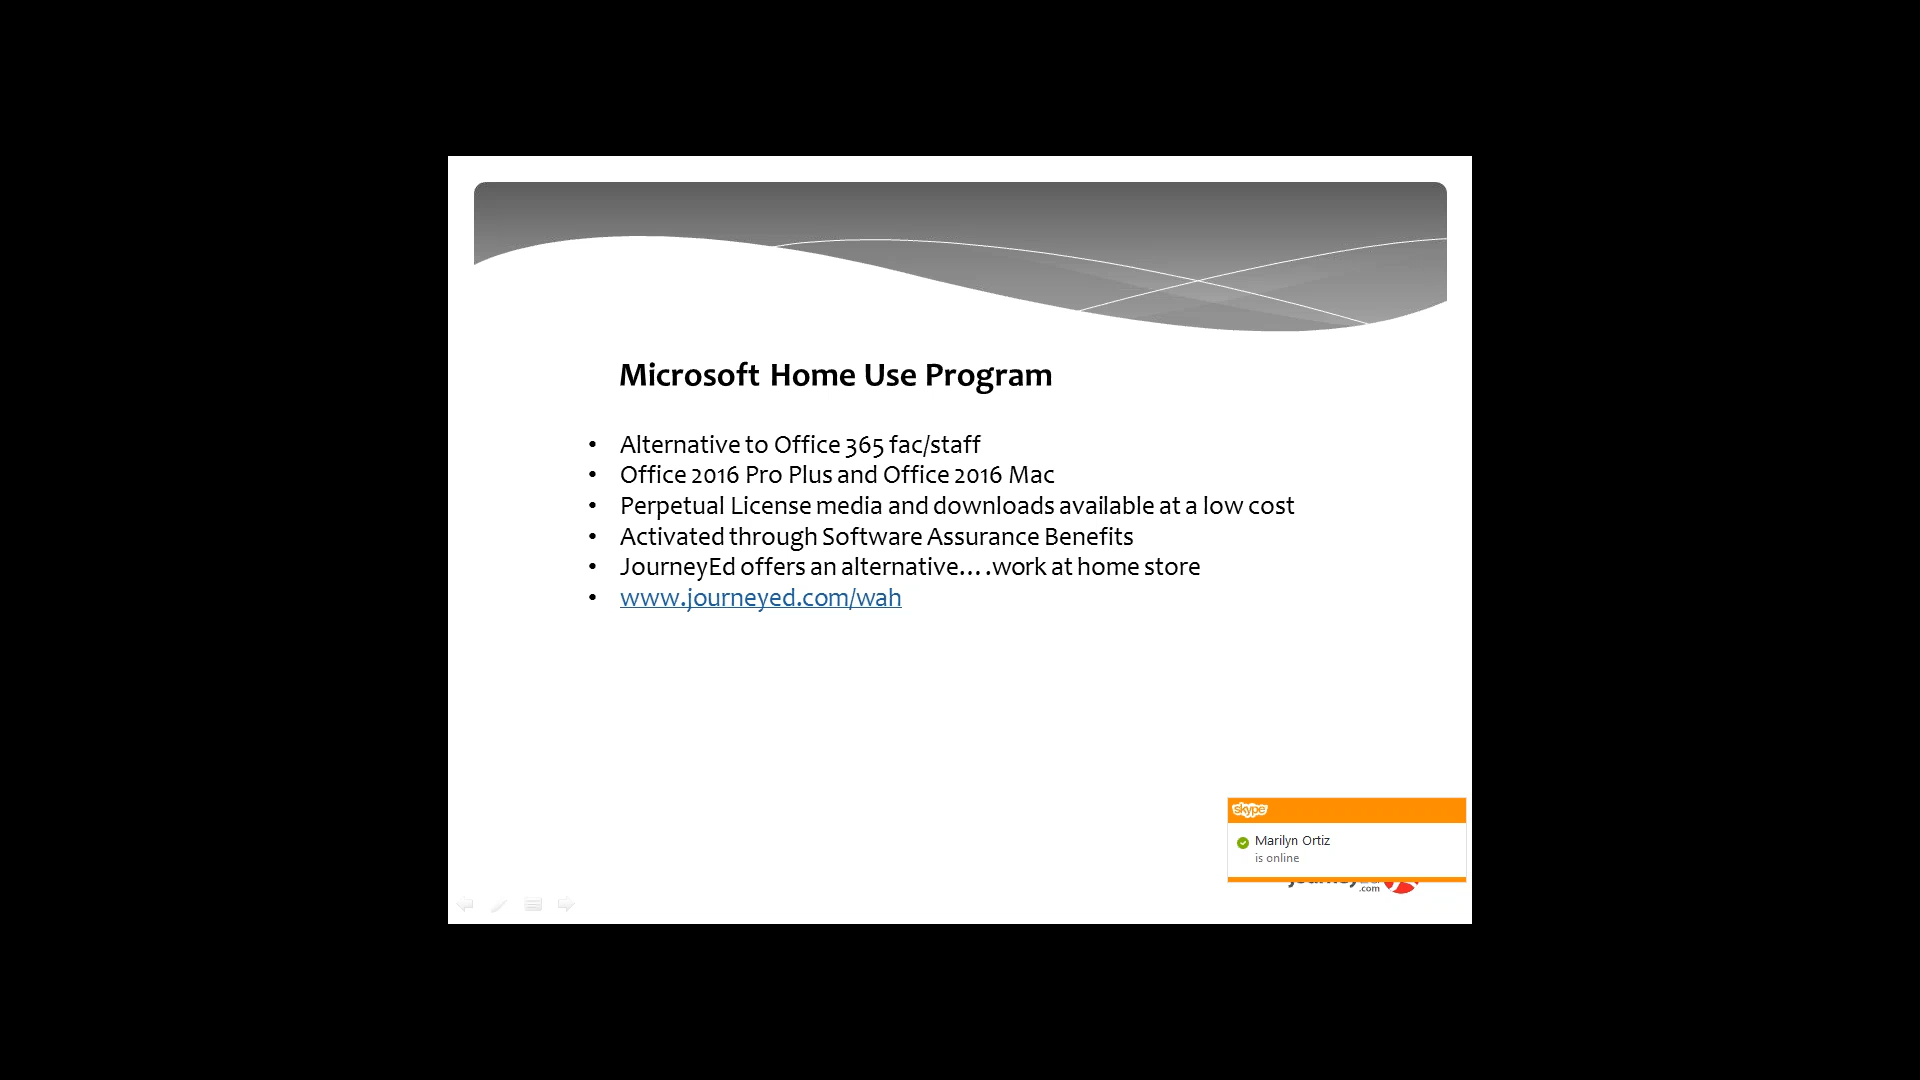 Microsoft Home Use Program
• Alternative to Office 365 fac/staff
• Office 2016 Pro Plus and Office 2016 Mac
• Perpetual License media and downloads available at a low cost
• Activated through Software Assurance Benefits
• JourneyEd offers an alternative….work at home store
• www.journeyed.com/wah
skype
Marilyn Ortiz
is online
.com